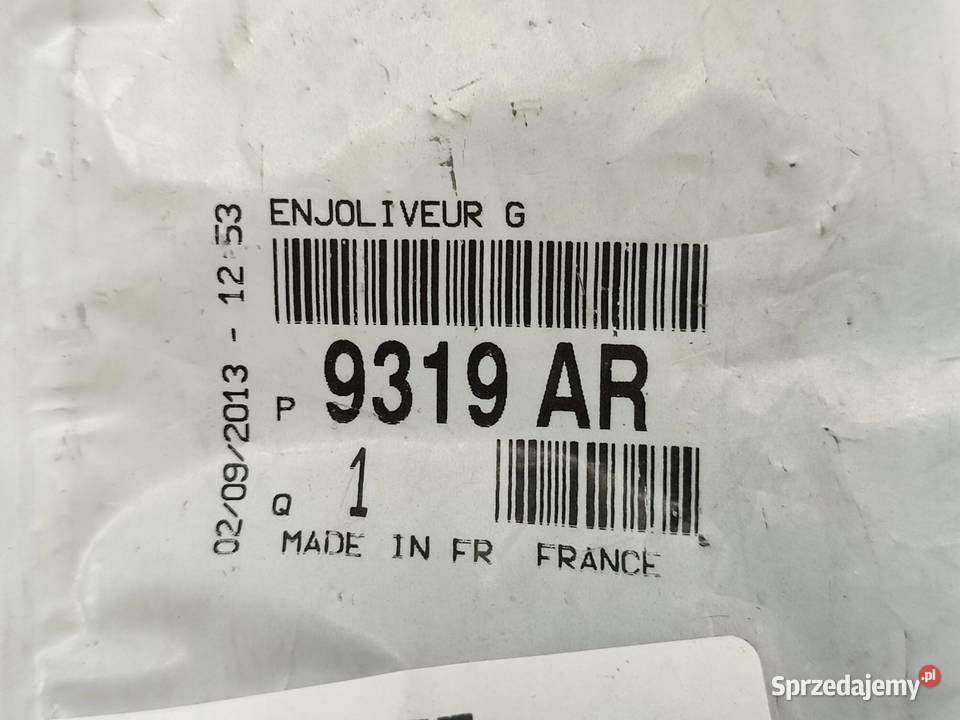 ENJOLIVEUR G
P 9319 AR
Q 1
MADE IN FR FRANCE
02/09/2013 - 12:53
Sprzedajemy.pl